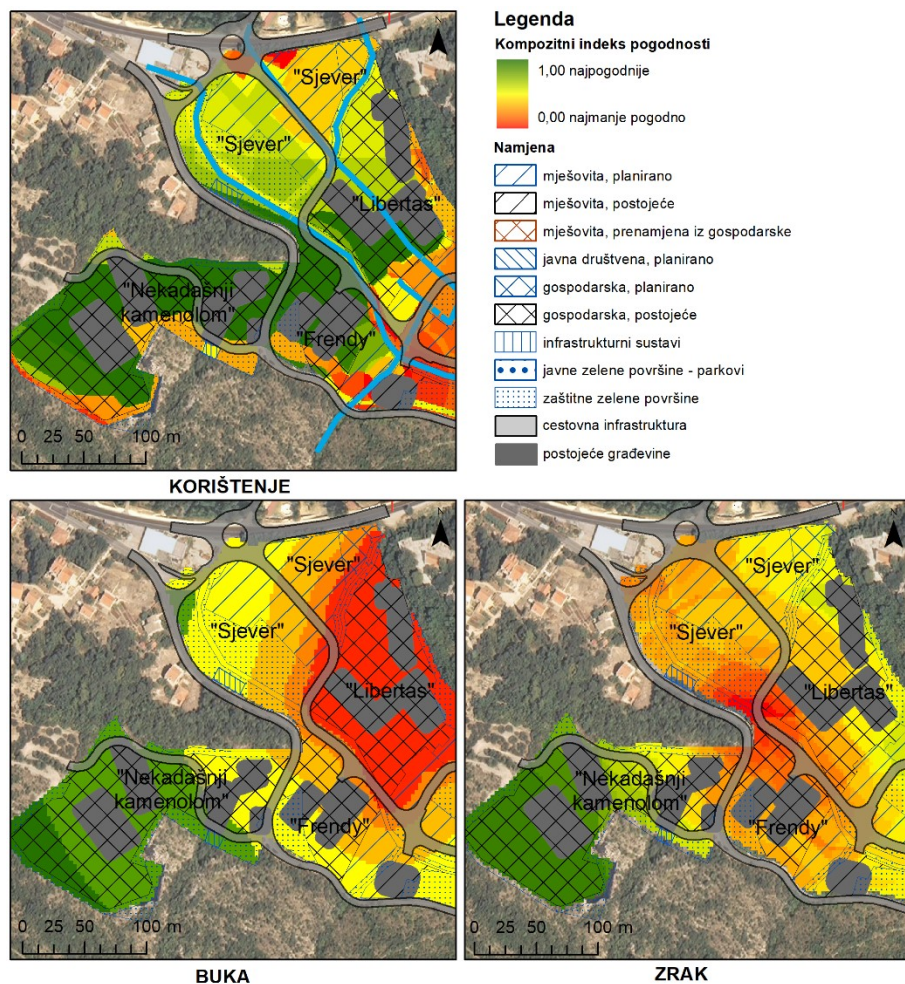 N
"Sjever"
"Sjever"
"Libertas"
"Nekadašnji
kamenolom"
"Frendy"
0 25 50 100 m
KORIŠTENJE
Legenda
Kompozitni indeks pogodnosti
1,00 najpogodnije
0,00 najmanje pogodno
Namjena
mješovita, planirano
mješovita, postojeće
mješovita, prenamjena iz gospodarske
javna društvena, planirano
gospodarska, planirano
gospodarska, postojeće
infrastrukturni sustavi
javne zelene površine - parkovi
zaštitne zelene površine
cestovna infrastruktura
postojeće građevine
N
"Sjever"
"Sjever"
"Libertas"
"Nekadašnji
kamenolom"
"Frendy"
0 25 50 100 m
BUKA
N
"Sjever"
"Sjever"
"Libertas"
"Nekadašnji
kamenolom"
"Frendy"
0 25 50 100 m
ZRAK